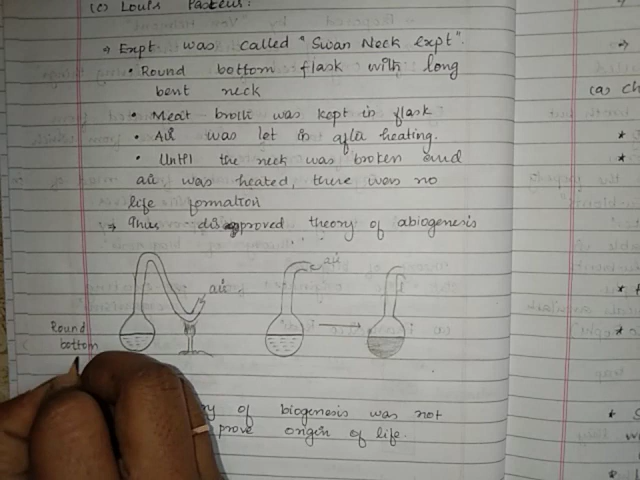 (c) Louis Pasteur:
→ Expt was called "Swan Neck expt".
• Round bottom flask with long
bent neck
• Meat broth was kept in flask
• Air was let in after heating.
• Until the neck was broken and
air was heated, there was no
life formation
→ Thus disproved theory of abiogenesis
air
air
Round
bottom
of biogenesis was not
prove origin of life.
(a) Ch